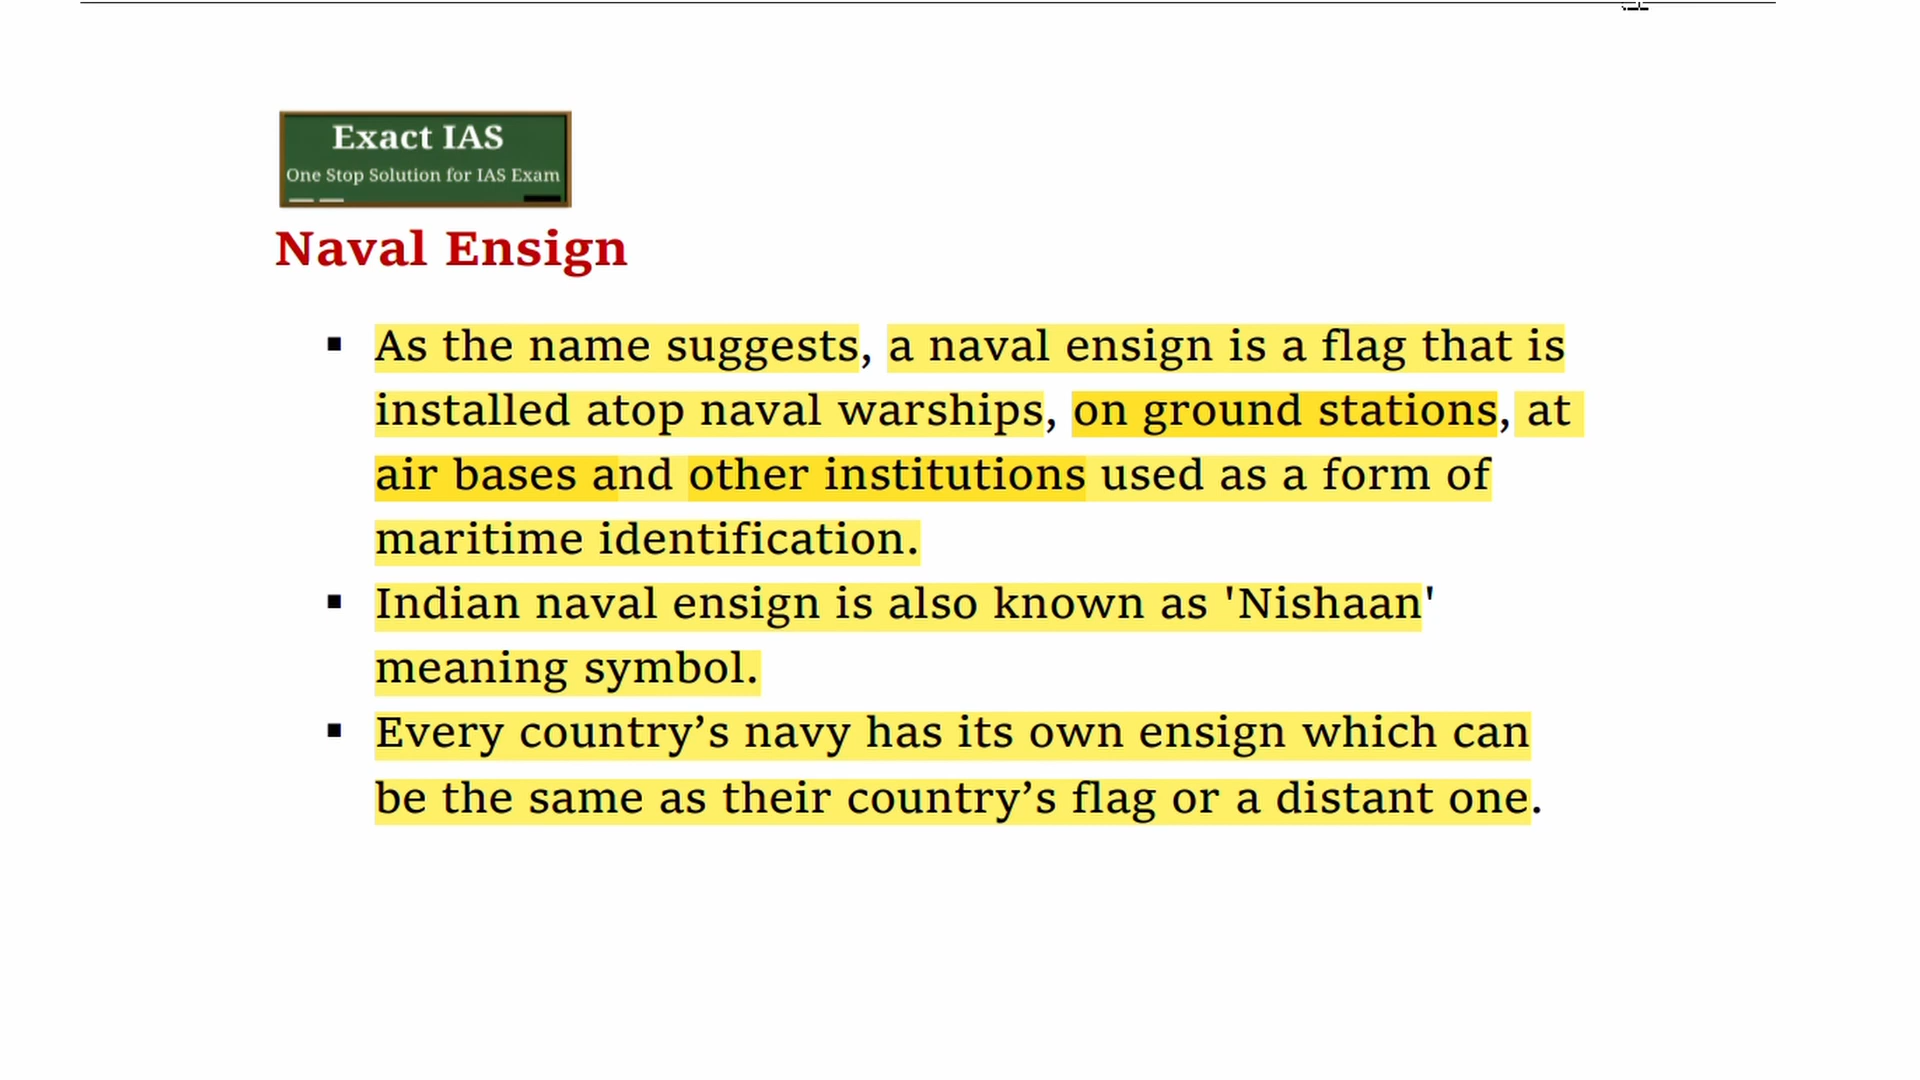 Exact IAS
One Stop Solution for IAS Exam
Naval Ensign
▪ As the name suggests, a naval ensign is a flag that is
installed atop naval warships, on ground stations, at
air bases and other institutions used as a form of
maritime identification.
▪ Indian naval ensign is also known as 'Nishaan'
meaning symbol.
▪ Every country’s navy has its own ensign which can
be the same as their country’s flag or a distant one.